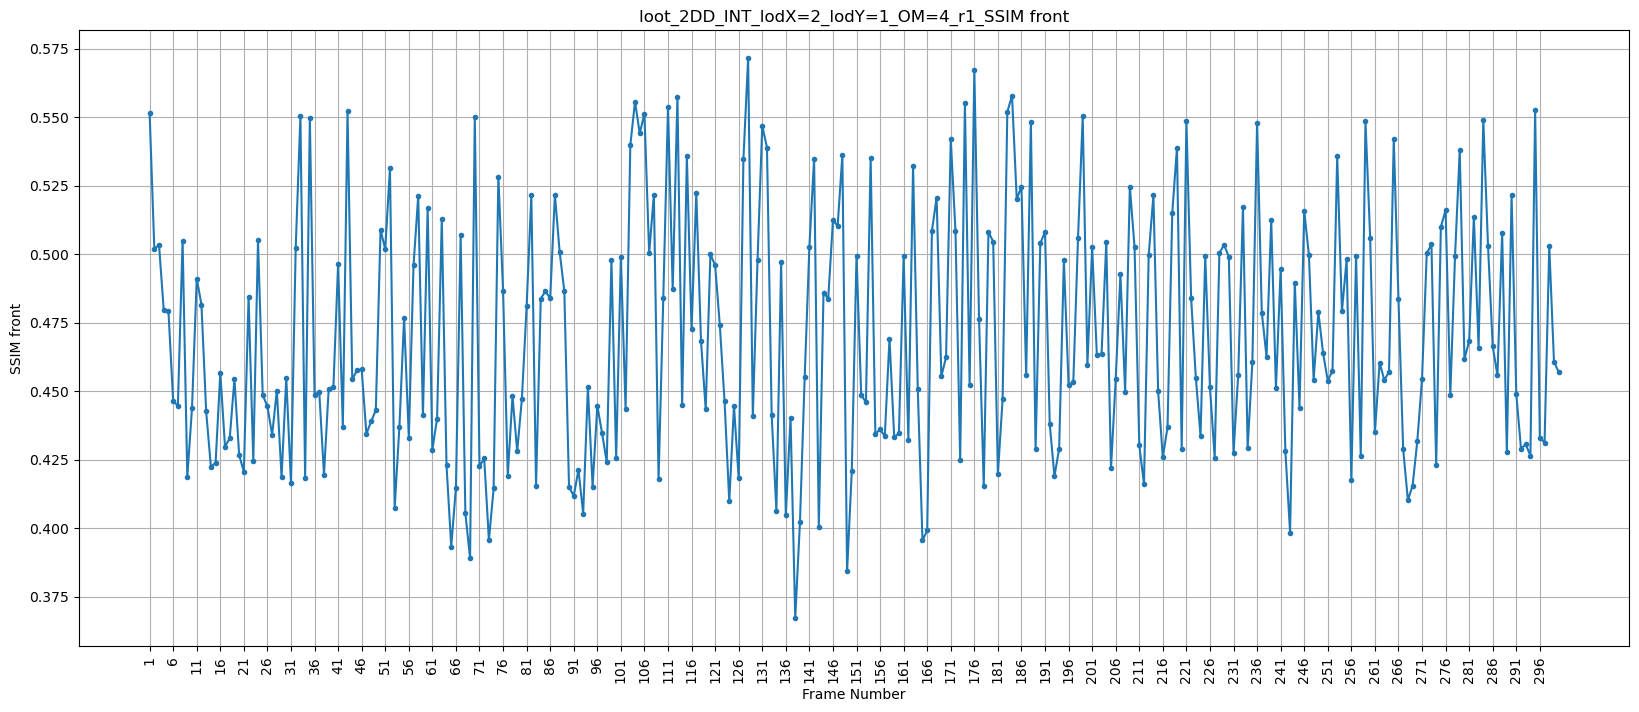 loot_2DD_INT_lodX=2_lodY=1_OM=4_r1_SSIM front
SSIM front
0.575
0.550
0.525
0.500
0.475
0.450
0.425
0.400
0.375
1 6 11 16 21 26 31 36 41 46 51 56 61 66 71 76 81 86 91 96 101 106 111 116 121 126 131 136 141 146 151 156 161 166 171 176 181 186 191 196 201 206 211 216 221 226 231 236 241 246 251 256 261 266 271 276 281 286 291 296
Frame Number